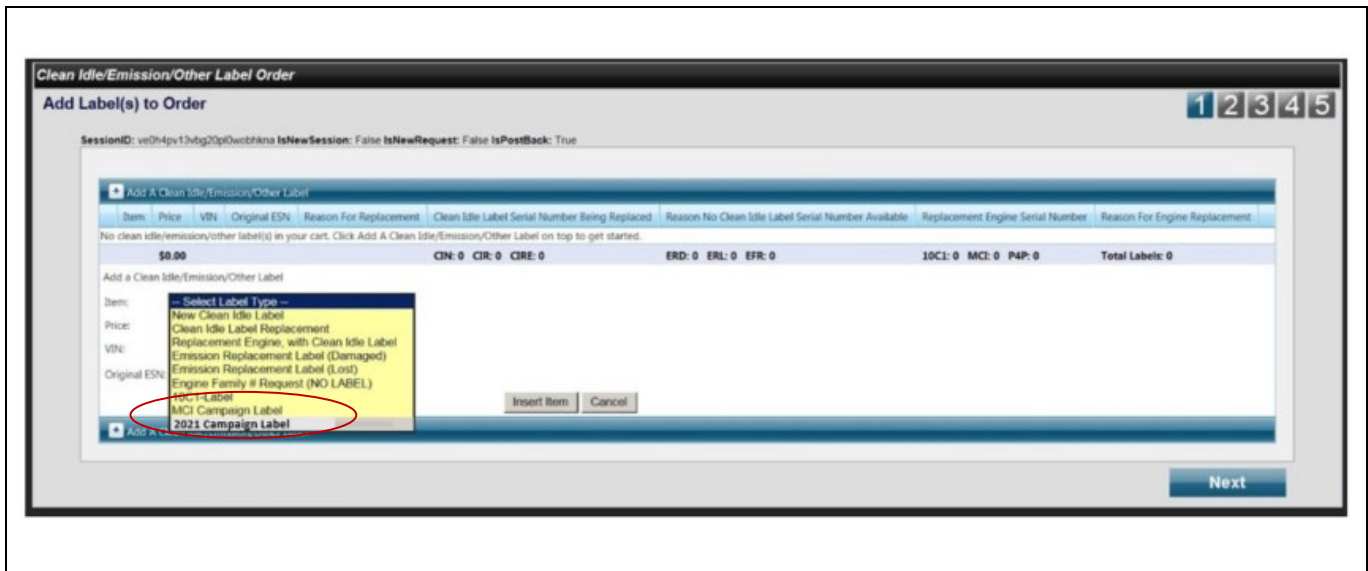 Clean Idle/Emission/Other Label Order
Add Label(s) to Order
1 2 3 4 5
SessionID: IsNewSession: False IsNewRequest: False IsPostBack: True
+ Add A Clean Idle/Emission/Other Label
Item Price VIN Original ESN Reason For Replacement Clean Idle Label Serial Number Being Replaced Reason No Clean Idle Label Serial Number Available Replacement Engine Serial Number Reason For Engine Replacement
No clean idle/emission/other label(s) in your cart. Click Add A Clean Idle/Emission/Other Label on top to get started.
$0.00 CIN: 0 CIR: 0 CIRE: 0 ERD: 0 ERL: 0 EFR: 0 10C1: 0 MCI: 0 P4P: 0 Total Labels: 0
Add a Clean Idle/Emission/Other Label
Item: -- Select Label Type --
New Clean Idle Label
Clean Idle Label Replacement
Price:
Replacement Engine, with Clean Idle Label
VIN:
Emission Replacement Label (Damaged)
Emission Replacement Label (Lost)
Original ESN:
Engine Family # Request (NO LABEL)
10C1-Label
Insert Item Cancel
MCI Campaign Label
2021 Campaign Label
+ Add A
Next